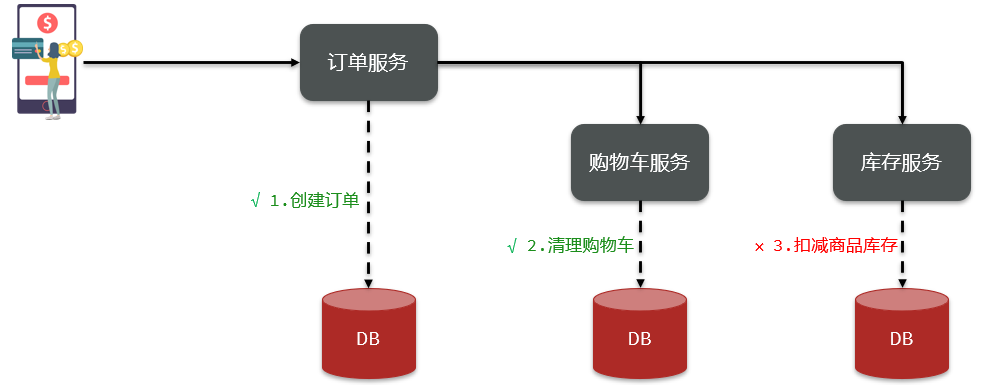 订单服务
购物车服务
库存服务
√ 1.创建订单
√ 2.清理购物车
× 3.扣减商品库存
DB
DB
DB